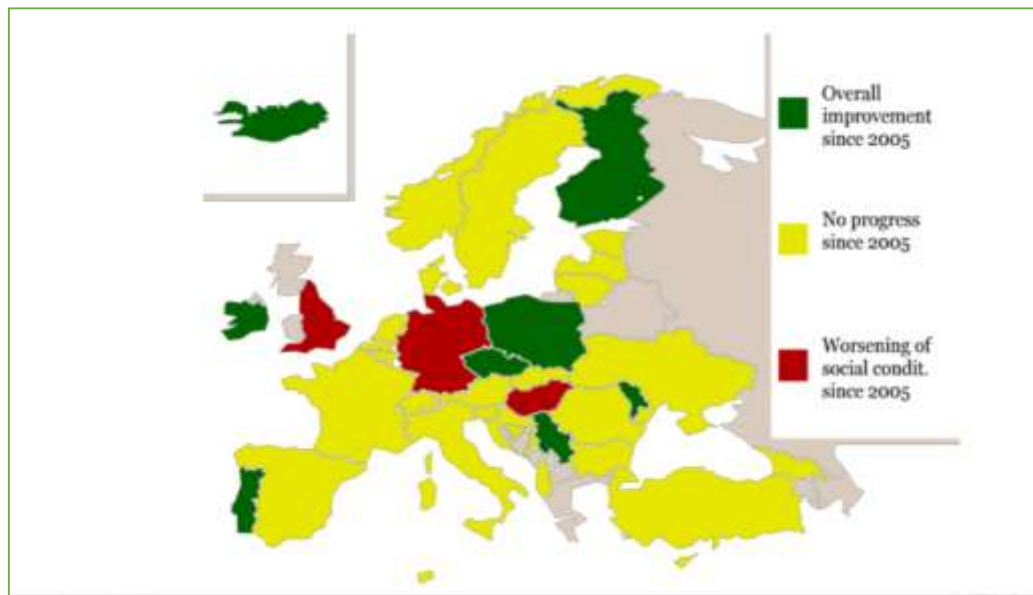 Overall
improvement
since 2005
No progress
since 2005
Worsening of
social condit.
since 2005